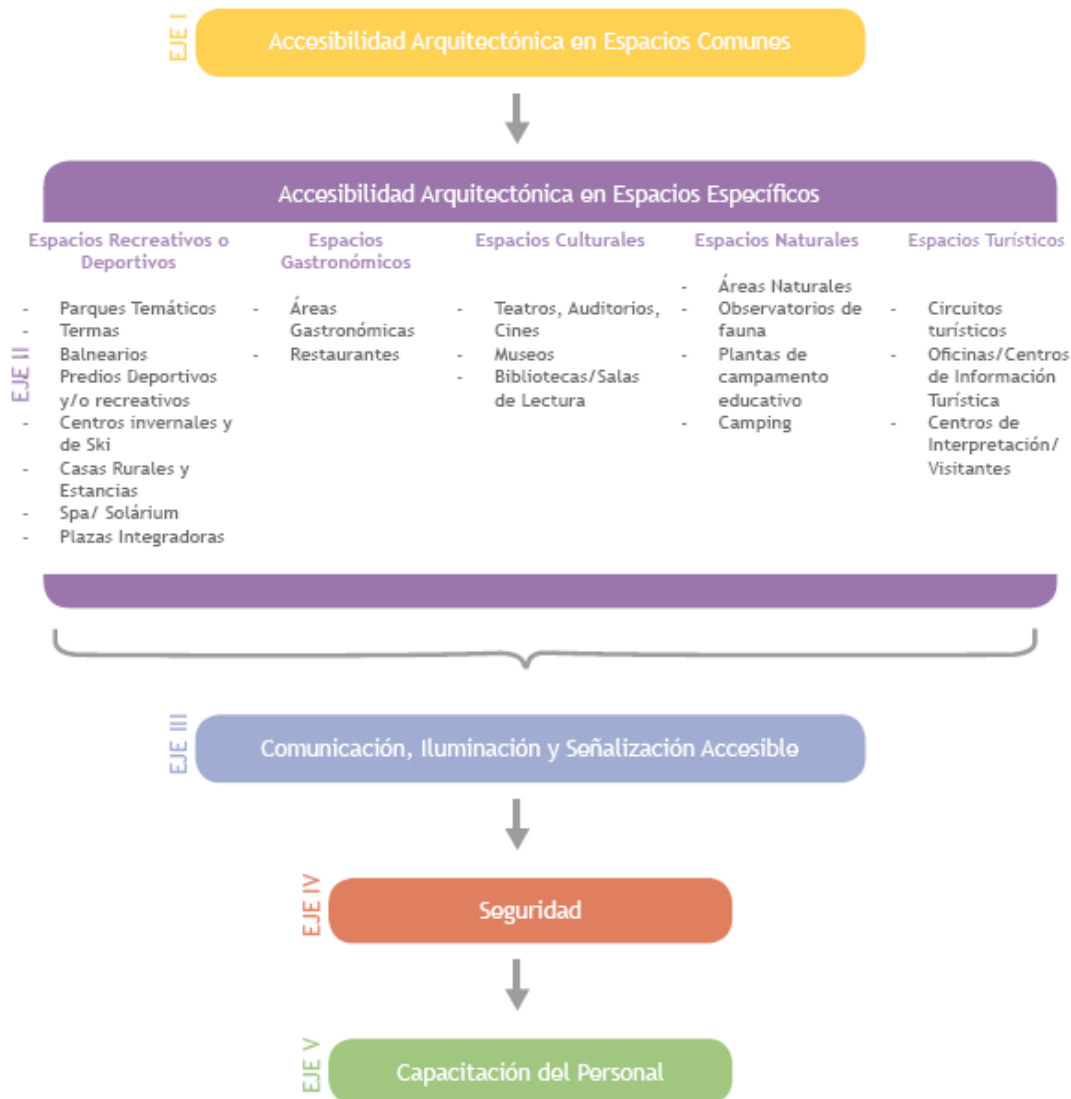 EJE I
Accesibilidad Arquitectónica en Espacios Comunes
EJE II
Accesibilidad Arquitectónica en Espacios Específicos
Espacios Recreativos o
Deportivos
- Parques Temáticos
- Termas
- Balnearios
Predios Deportivos
y/o recreativos
- Centros invernales y
de Ski
- Casas Rurales y
Estancias
- Spa/ Solárium
- Plazas Integradoras
Espacios
Gastronómicos
- Áreas
Gastronómicas
- Restaurantes
Espacios Culturales
- Teatros, Auditorios,
Cines
- Museos
- Bibliotecas/Salas
de Lectura
Espacios Naturales
- Áreas Naturales
- Observatorios de
fauna
- Plantas de
campamento
educativo
- Camping
Espacios Turísticos
- Circuitos
turísticos
- Oficinas/Centros
de Información
Turística
- Centros de
Interpretación/
Visitantes
EJE III
Comunicación, Iluminación y Señalización Accesible
EJE IV
Seguridad
EJE V
Capacitación del Personal